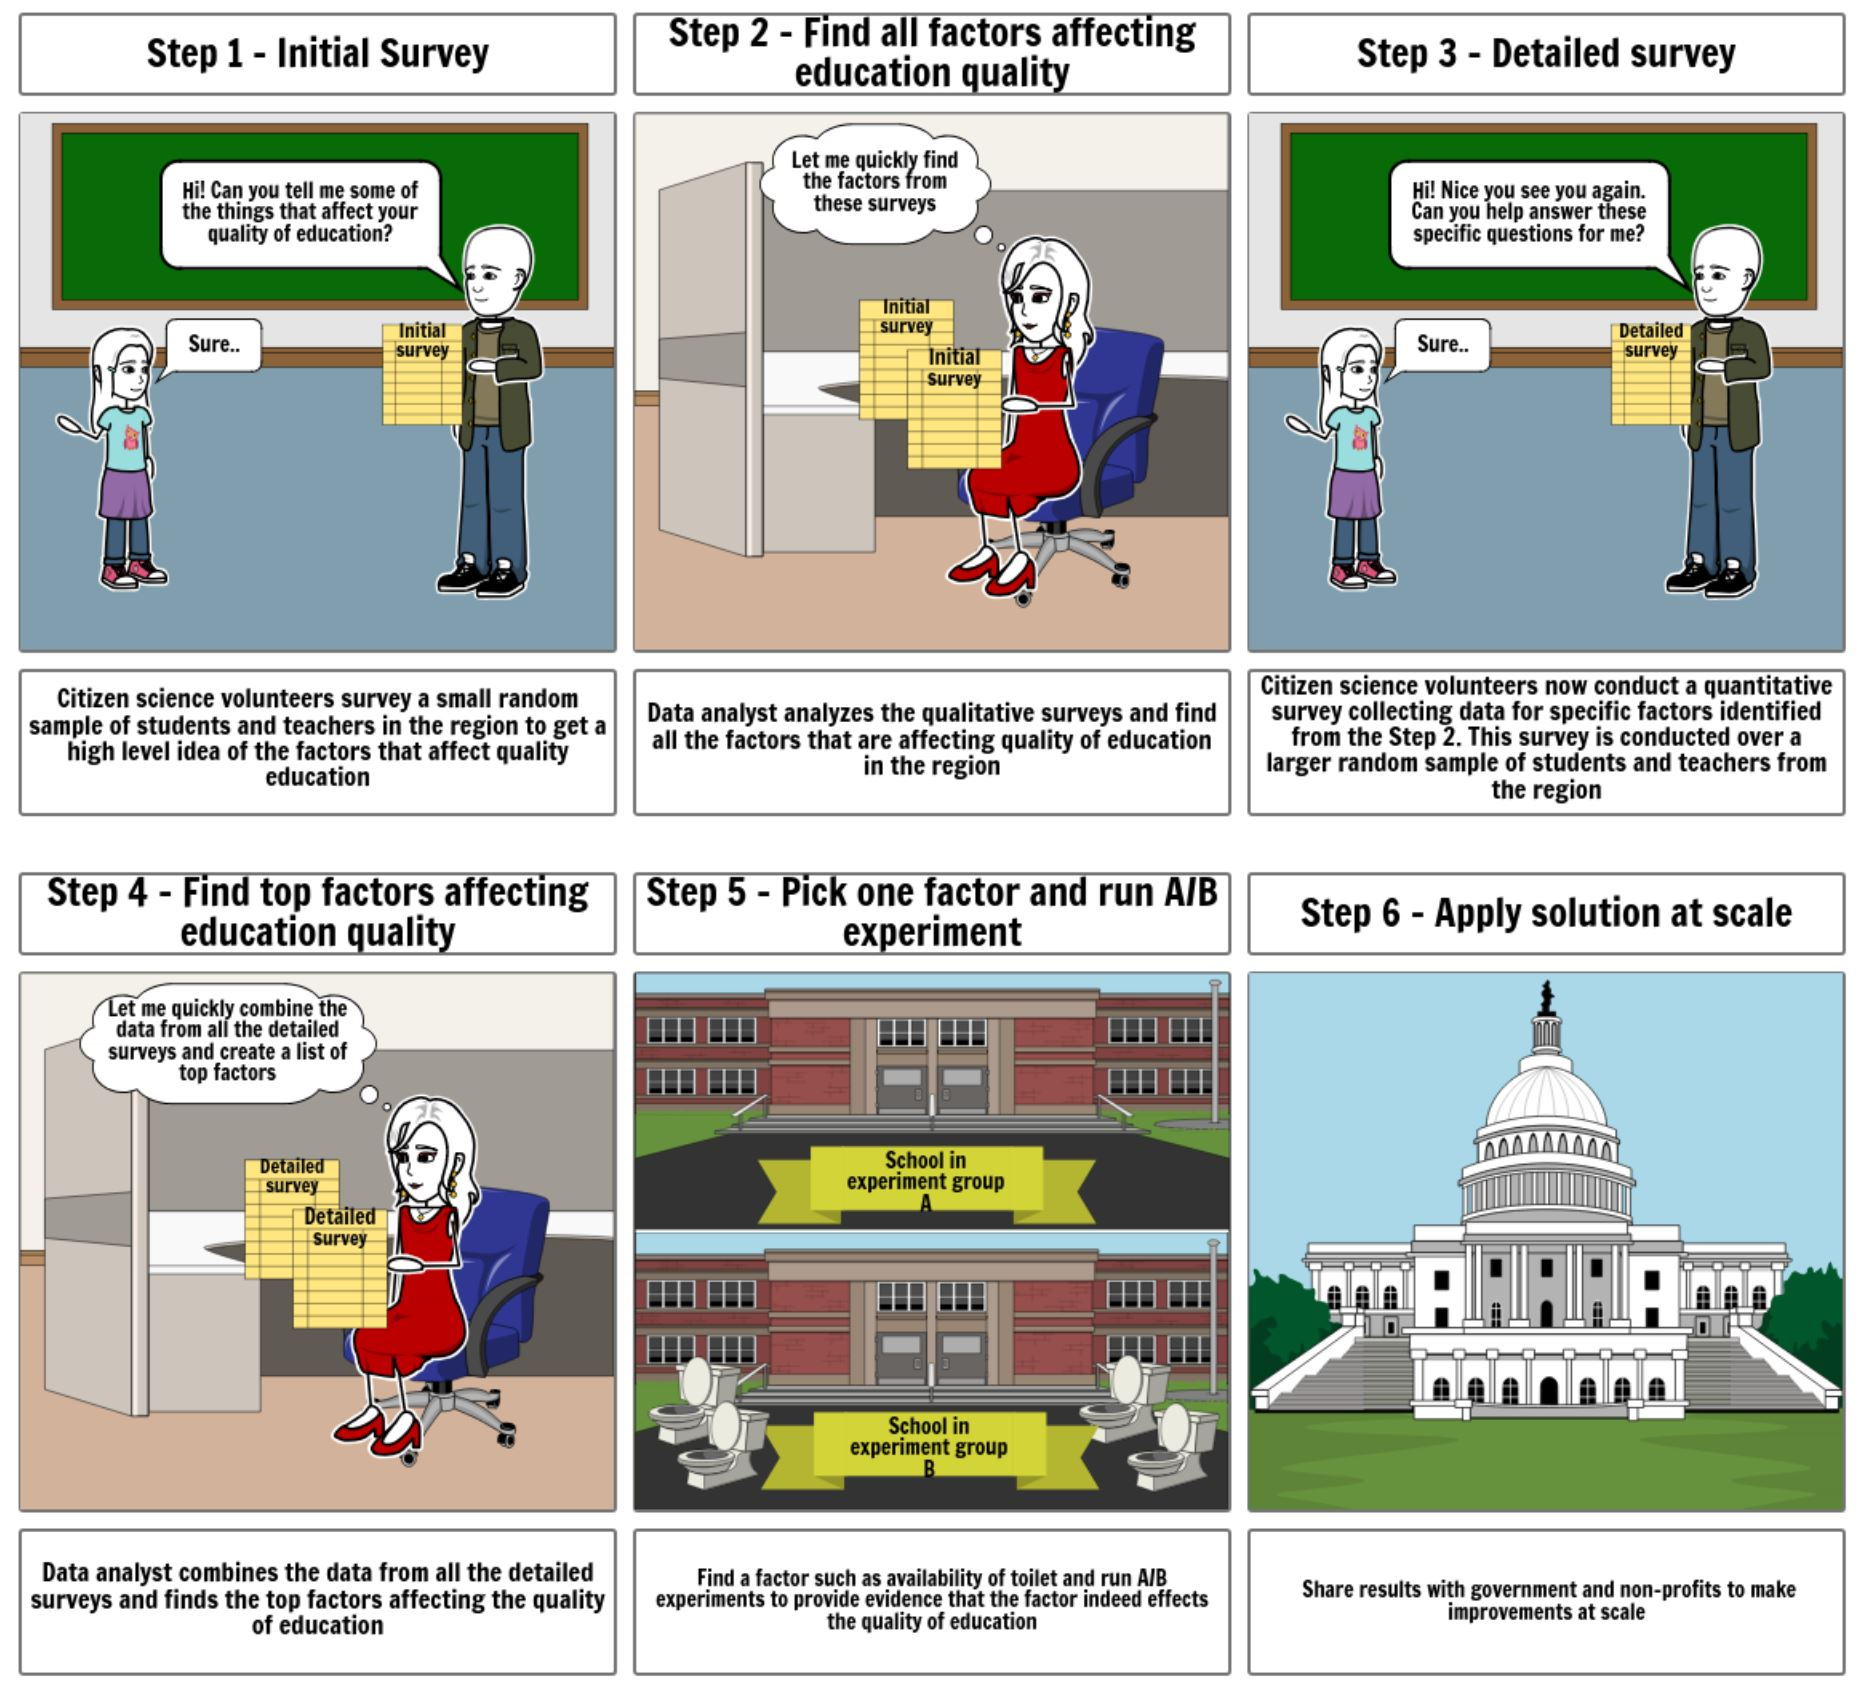 Step 1 - Initial Survey
Step 2 - Find all factors affecting
education quality
Step 3 - Detailed survey
Hi! Can you tell me some of
the things that affect your
quality of education?
Sure..
Initial
survey
Let me quickly find
the factors from
these surveys
Initial
survey
Initial
survey
Hi! Nice you see you again.
Can you help answer these
specific questions for me?
Sure..
Detailed
survey
Citizen science volunteers survey a small random
sample of students and teachers in the region to get a
high level idea of the factors that affect quality
education
Data analyst analyzes the qualitative surveys and find
all the factors that are affecting quality of education
in the region
Citizen science volunteers now conduct a quantitative
survey collecting data for specific factors identified
from the Step 2. This survey is conducted over a
larger random sample of students and teachers from
the region
Step 4 - Find top factors affecting
education quality
Step 5 - Pick one factor and run A/B
experiment
Step 6 - Apply solution at scale
Let me quickly combine the
data from all the detailed
surveys and create a list of
top factors
Detailed
survey
Detailed
survey
School in
experiment group
A
School in
experiment group
B
Data analyst combines the data from all the detailed
surveys and finds the top factors affecting the quality
of education
Find a factor such as availability of toilet and run A/B
experiments to provide evidence that the factor indeed effects
the quality of education
Share results with government and non-profits to make
improvements at scale